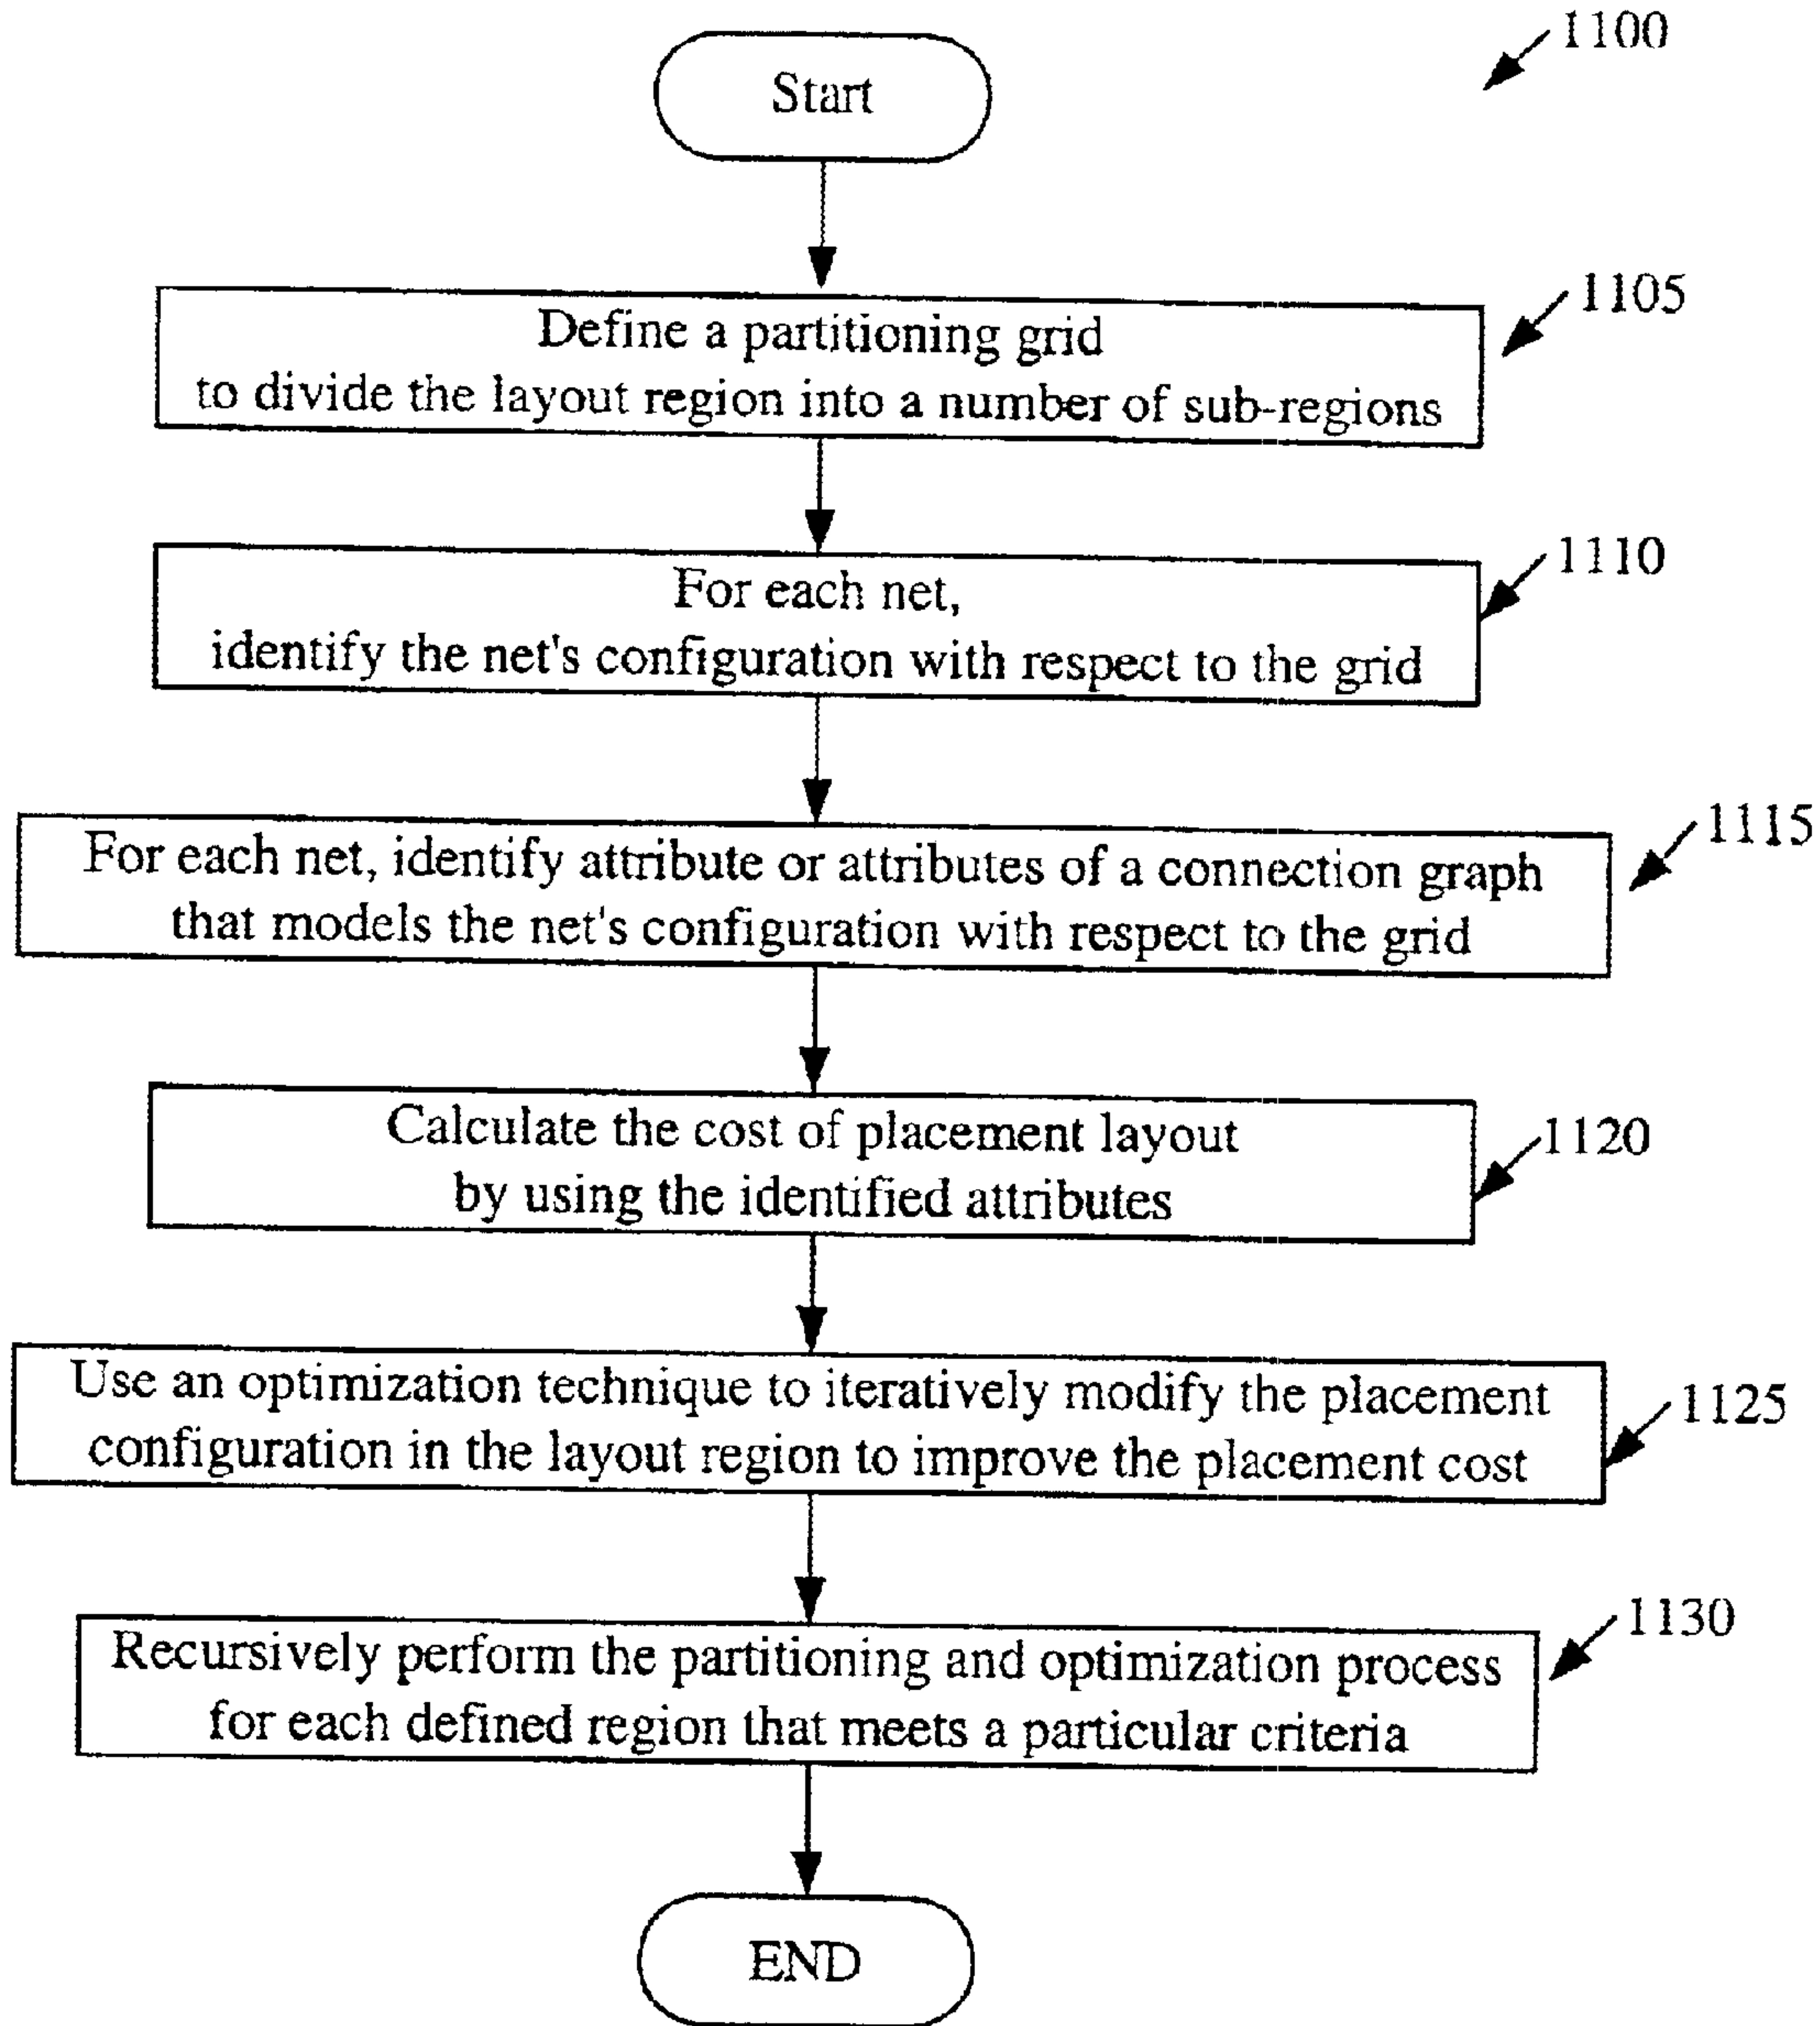 1100
Start
1105
Define a partitioning grid
to divide the layout region into a number of sub-regions
1110
For each net,
identify the net's configuration with respect to the grid
1115
For each net, identify attribute or attributes of a connection graph
that models the net's configuration with respect to the grid
1120
Calculate the cost of placement layout
by using the identified attributes
1125
Use an optimization technique to iteratively modify the placement
configuration in the layout region to improve the placement cost
1130
Recursively perform the partitioning and optimization process
for each defined region that meets a particular criteria
END